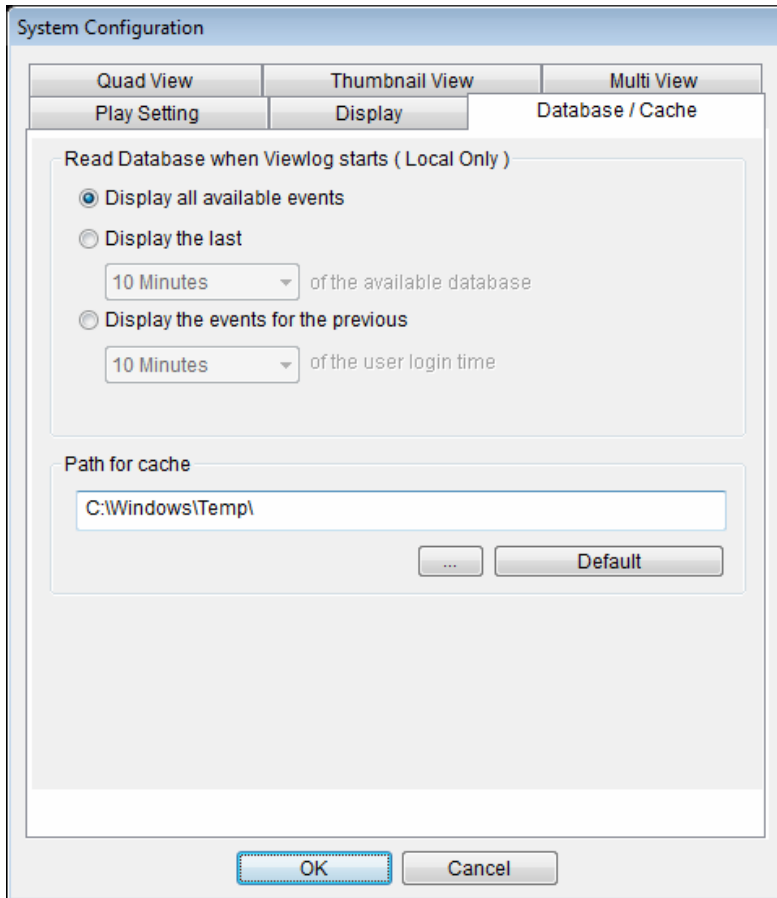 System Configuration
Quad View
Thumbnail View
Multi View
Play Setting
Display
Database / Cache
Read Database when Viewlog starts ( Local Only )
Display all available events
Display the last
10 Minutes of the available database
Display the events for the previous
10 Minutes of the user login time
Path for cache
C:\Windows\Temp\
...
Default
OK
Cancel